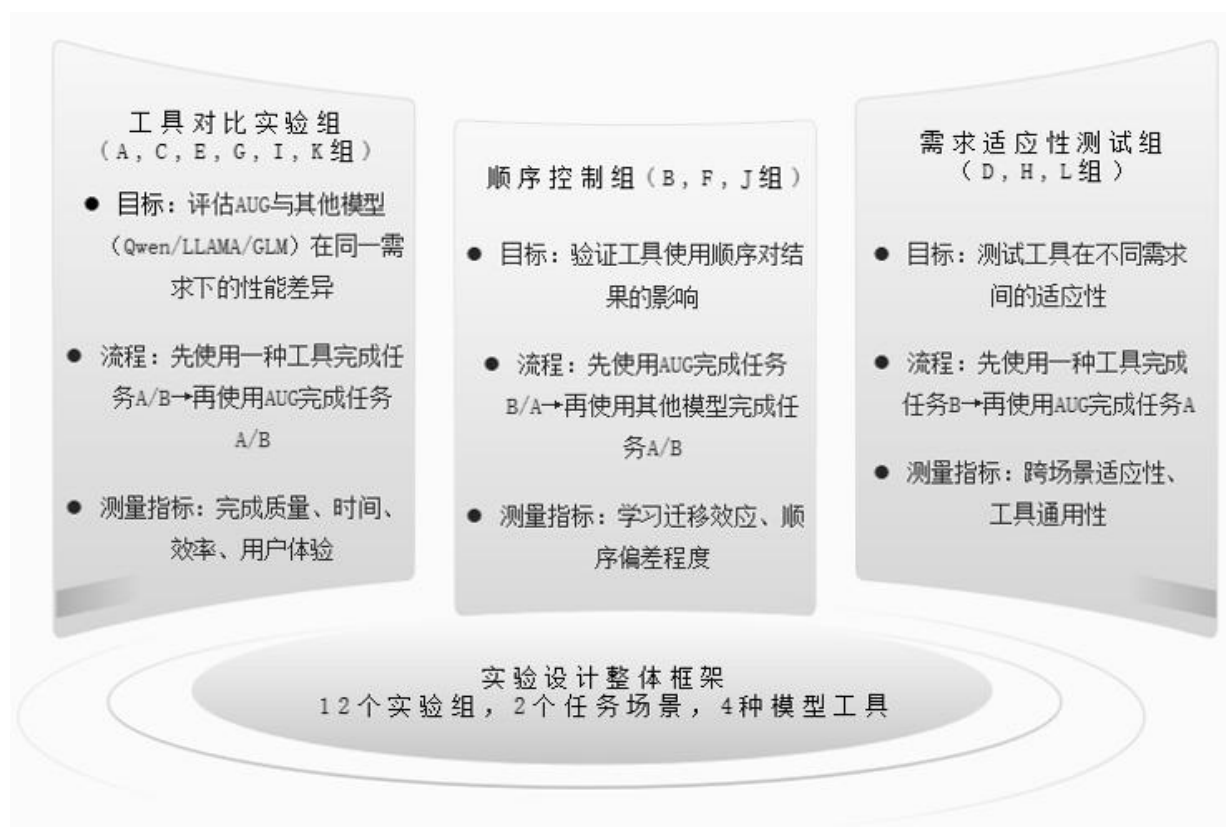 工具对比实验组
(A, C, E, G, I, K组)
● 目标：评估AUG与其他模型
（Qwen/LLAMA/GLM）在同一需
求下的性能差异
● 流程：先使用一种工具完成任
务A/B→再使用AUG完成任务
A/B
● 测量指标：完成质量、时间、
效率、用户体验
顺序控制组(B, F, J组)
● 目标：验证工具使用顺序对结
果的影响
● 流程：先使用AUG完成任务
B/A→再使用其他模型完成任
务A/B
● 测量指标：学习迁移效应、顺
序偏差程度
需求适应性测试组
(D, H, L组)
● 目标：测试工具在不同需求
间的适应性
● 流程：先使用一种工具完成
任务B→再使用AUG完成任务A
● 测量指标：跨场景适应性、
工具通用性
实验设计整体框架
12个实验组，2个任务场景，4种模型工具